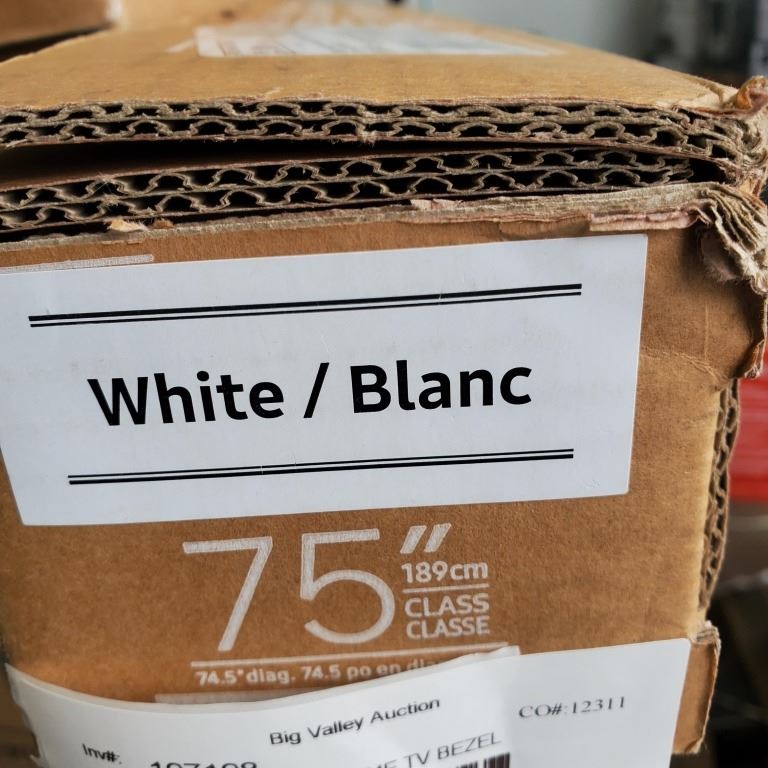 White / Blanc
75"
189cm
CLASS
CLASSE
74.5" diag. 74.5 po en
Big Valley Auction
CO#:12311
Inv#:
TV BEZEL